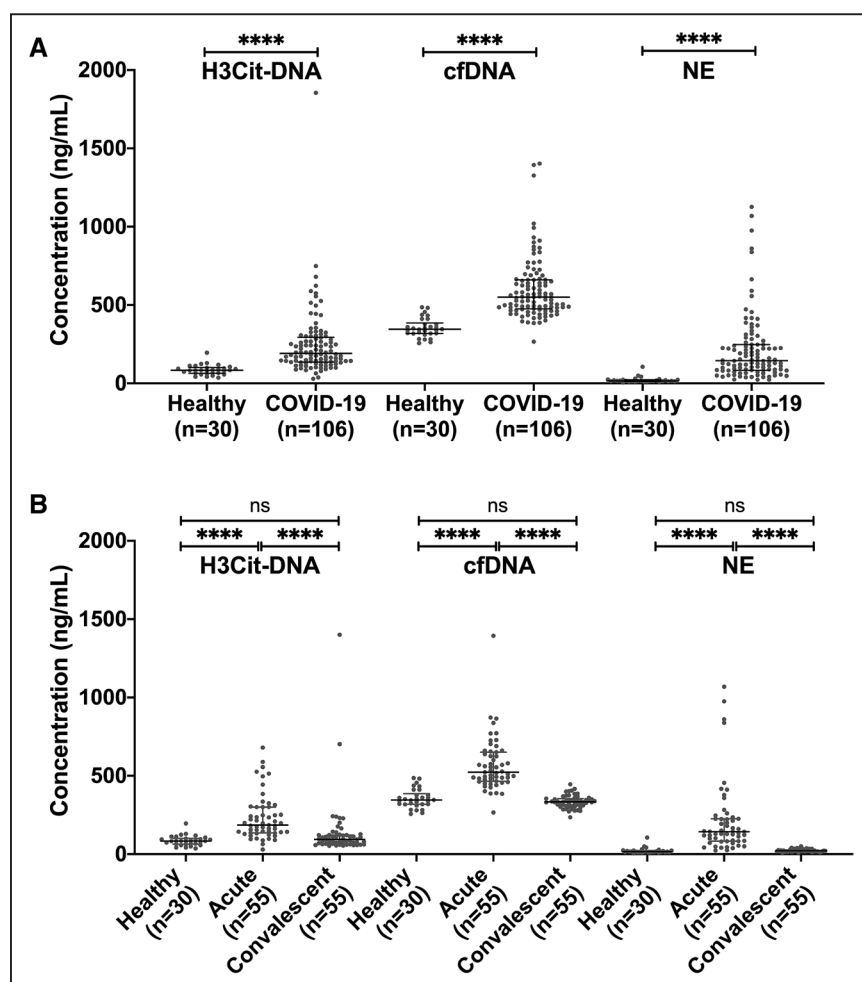 A
**** **** ****
H3Cit-DNA cfDNA NE
Concentration (ng/mL)
2000
1500
1000
500
0
Healthy COVID-19 Healthy COVID-19 Healthy COVID-19
(n=30) (n=106) (n=30) (n=106) (n=30) (n=106)
B
ns ns ns
**** **** **** **** **** ****
H3Cit-DNA cfDNA NE
Concentration (ng/mL)
2000
1500
1000
500
0
Healthy
(n=30)
Acute
(n=55)
Convalescent
(n=55)
Healthy
(n=30)
Acute
(n=55)
Convalescent
(n=55)
Healthy
(n=30)
Acute
(n=55)
Convalescent
(n=55)